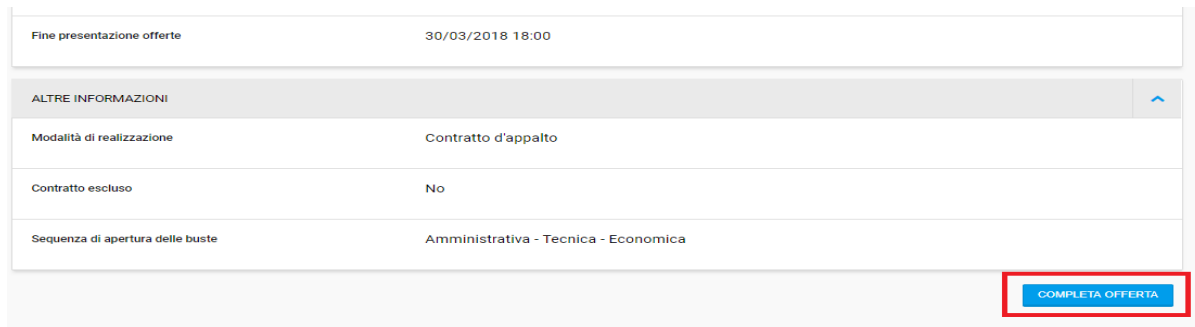 Fine presentazione offerte 30/03/2018 18:00
ALTRE INFORMAZIONI
Modalità di realizzazione Contratto d'appalto
Contratto escluso No
Sequenza di apertura delle buste Amministrativa - Tecnica - Economica
COMPLETA OFFERTA